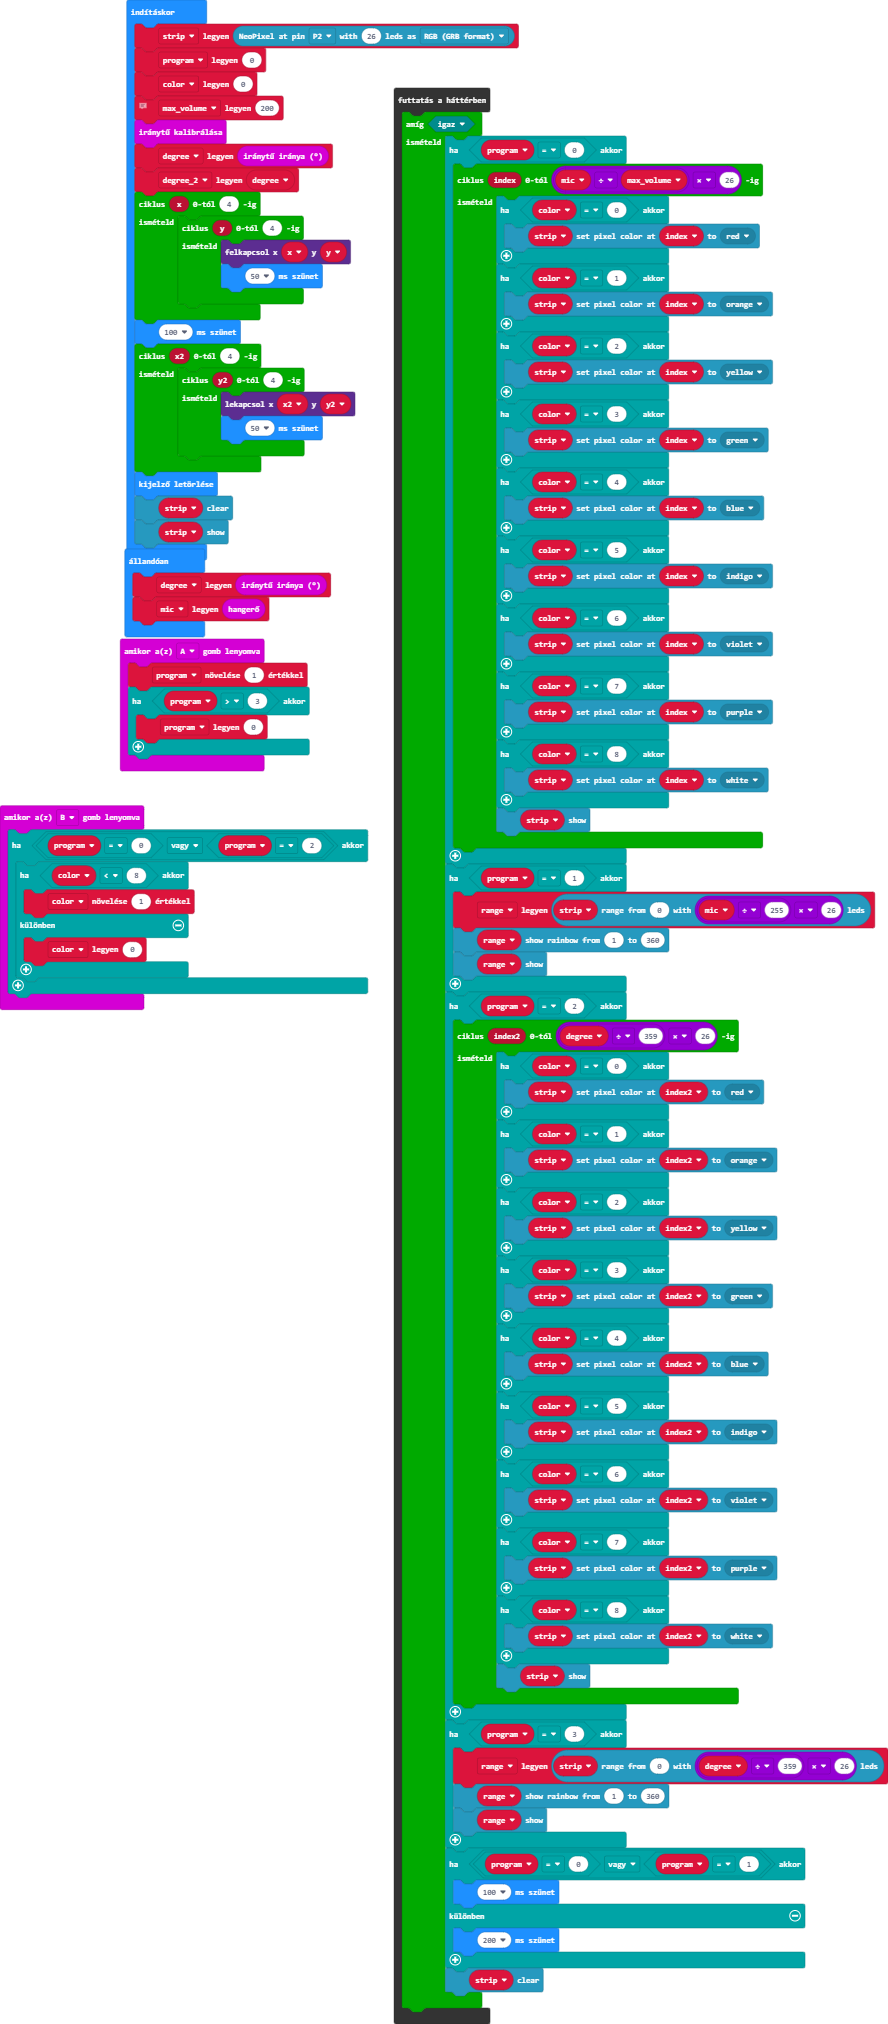 indításkor
strip legyen NeoPixel at pin P2 with 26 leds as RGB (GRB format)
program legyen 0
color legyen 0
max_volume legyen 200
iránytű kalibrálása
degree legyen iránytű iránya (°)
degree_2 legyen degree
ciklus x 0-tól 4 -ig
ismételd
ciklus y 0-tól 4 -ig
ismételd
felkapcsol x x y y
50 ms szünet
100 ms szünet
ciklus x2 0-tól 4 -ig
ismételd
ciklus y2 0-tól 4 -ig
ismételd
lekapcsol x x2 y y2
50 ms szünet
kijelző letörlése
strip clear
strip show
állandóan
degree legyen iránytű iránya (°)
mic legyen hangerő
amikor a(z) A gomb lenyomva
program növelése 1 értékkel
ha program > 3 akkor
program legyen 0
amikor a(z) B gomb lenyomva
ha program = 0 vagy program = 2 akkor
ha color < 8 akkor
color növelése 1 értékkel
különben
color legyen 0
futtatás a háttérben
amíg igaz
ismételd
ha program = 0 akkor
ciklus index 0-tól mic ÷ max_volume × 26 -ig
ismételd
ha color = 0 akkor
strip set pixel color at index to red
ha color = 1 akkor
strip set pixel color at index to orange
ha color = 2 akkor
strip set pixel color at index to yellow
ha color = 3 akkor
strip set pixel color at index to green
ha color = 4 akkor
strip set pixel color at index to blue
ha color = 5 akkor
strip set pixel color at index to indigo
ha color = 6 akkor
strip set pixel color at index to violet
ha color = 7 akkor
strip set pixel color at index to purple
ha color = 8 akkor
strip set pixel color at index to white
strip show
ha program = 1 akkor
range legyen strip range from 0 with mic ÷ 255 × 26 leds
range show rainbow from 1 to 360
range show
ha program = 2 akkor
ciklus index2 0-tól degree ÷ 359 × 26 -ig
ismételd
ha color = 0 akkor
strip set pixel color at index2 to red
ha color = 1 akkor
strip set pixel color at index2 to orange
ha color = 2 akkor
strip set pixel color at index2 to yellow
ha color = 3 akkor
strip set pixel color at index2 to green
ha color = 4 akkor
strip set pixel color at index2 to blue
ha color = 5 akkor
strip set pixel color at index2 to indigo
ha color = 6 akkor
strip set pixel color at index2 to violet
ha color = 7 akkor
strip set pixel color at index2 to purple
ha color = 8 akkor
strip set pixel color at index2 to white
strip show
ha program = 3 akkor
range legyen strip range from 0 with degree ÷ 359 × 26 leds
range show rainbow from 1 to 360
range show
ha program = 0 vagy program = 1 akkor
100 ms szünet
különben
200 ms szünet
strip clear